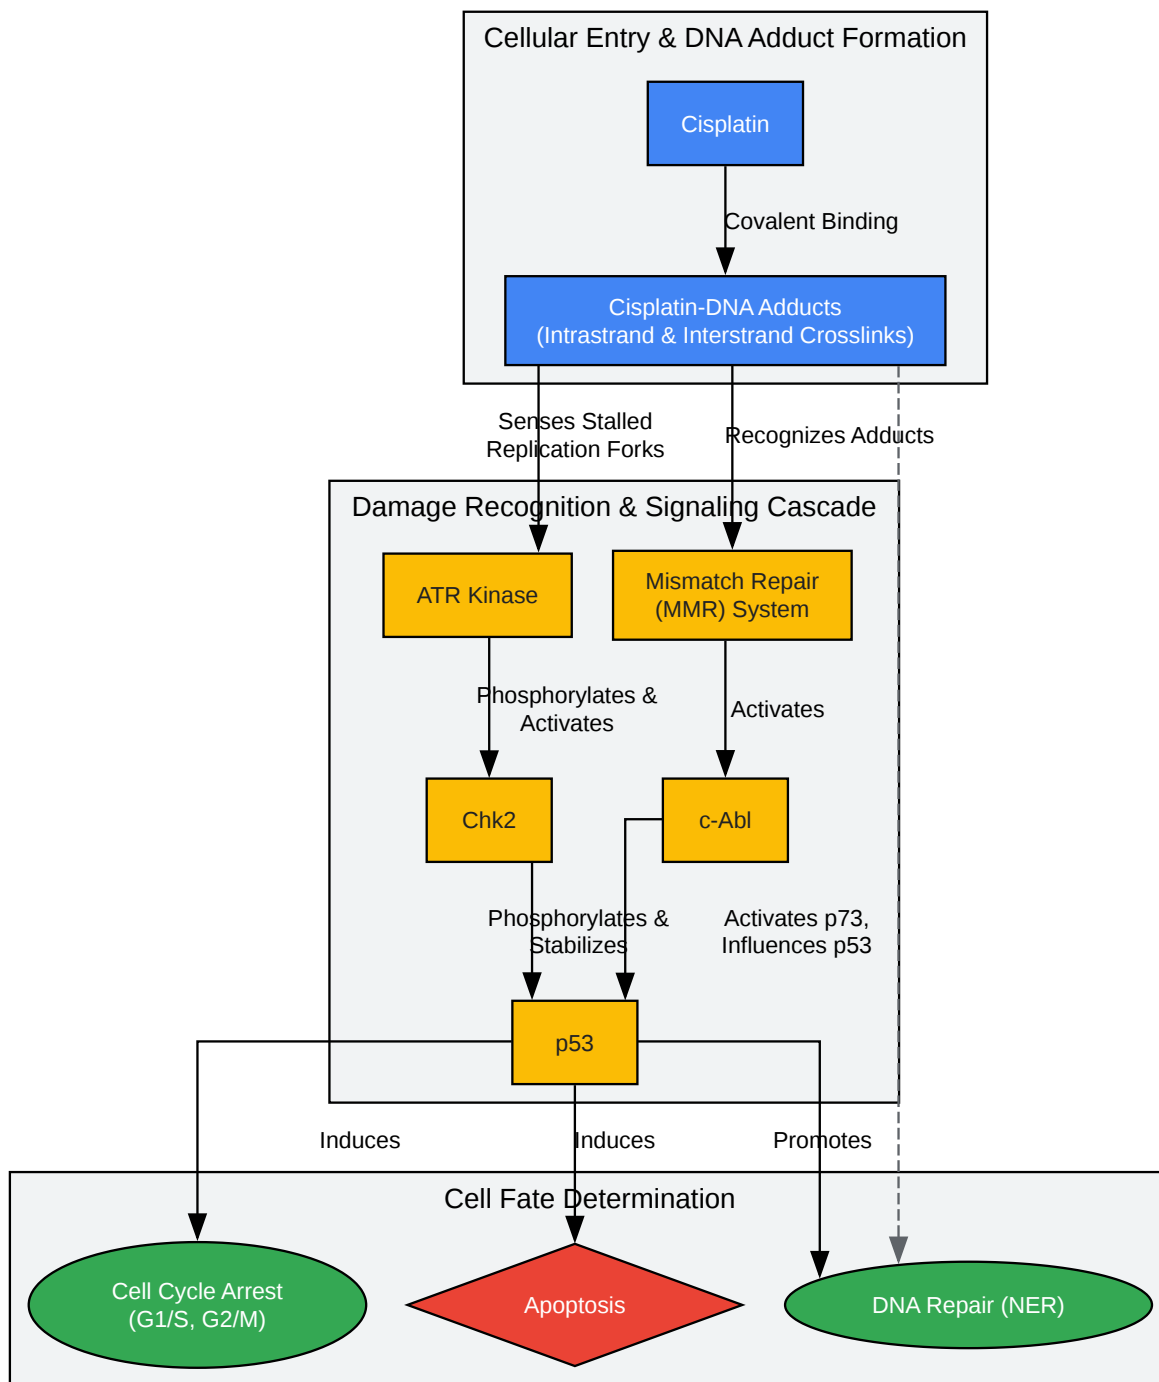 Cellular Entry & DNA Adduct Formation
Cisplatin
Covalent Binding
Cisplatin-DNA Adducts
(Intrastrand & Interstrand Crosslinks)
Senses Stalled
Replication Forks
Recognizes Adducts
Damage Recognition & Signaling Cascade
ATR Kinase
Mismatch Repair
(MMR) System
Phosphorylates &
Activates
Activates
Chk2
c-Abl
Phosphorylates &
Stabilizes
Activates p73,
Influences p53
p53
Induces
Induces
Promotes
Cell Fate Determination
Cell Cycle Arrest
(G1/S, G2/M)
Apoptosis
DNA Repair (NER)